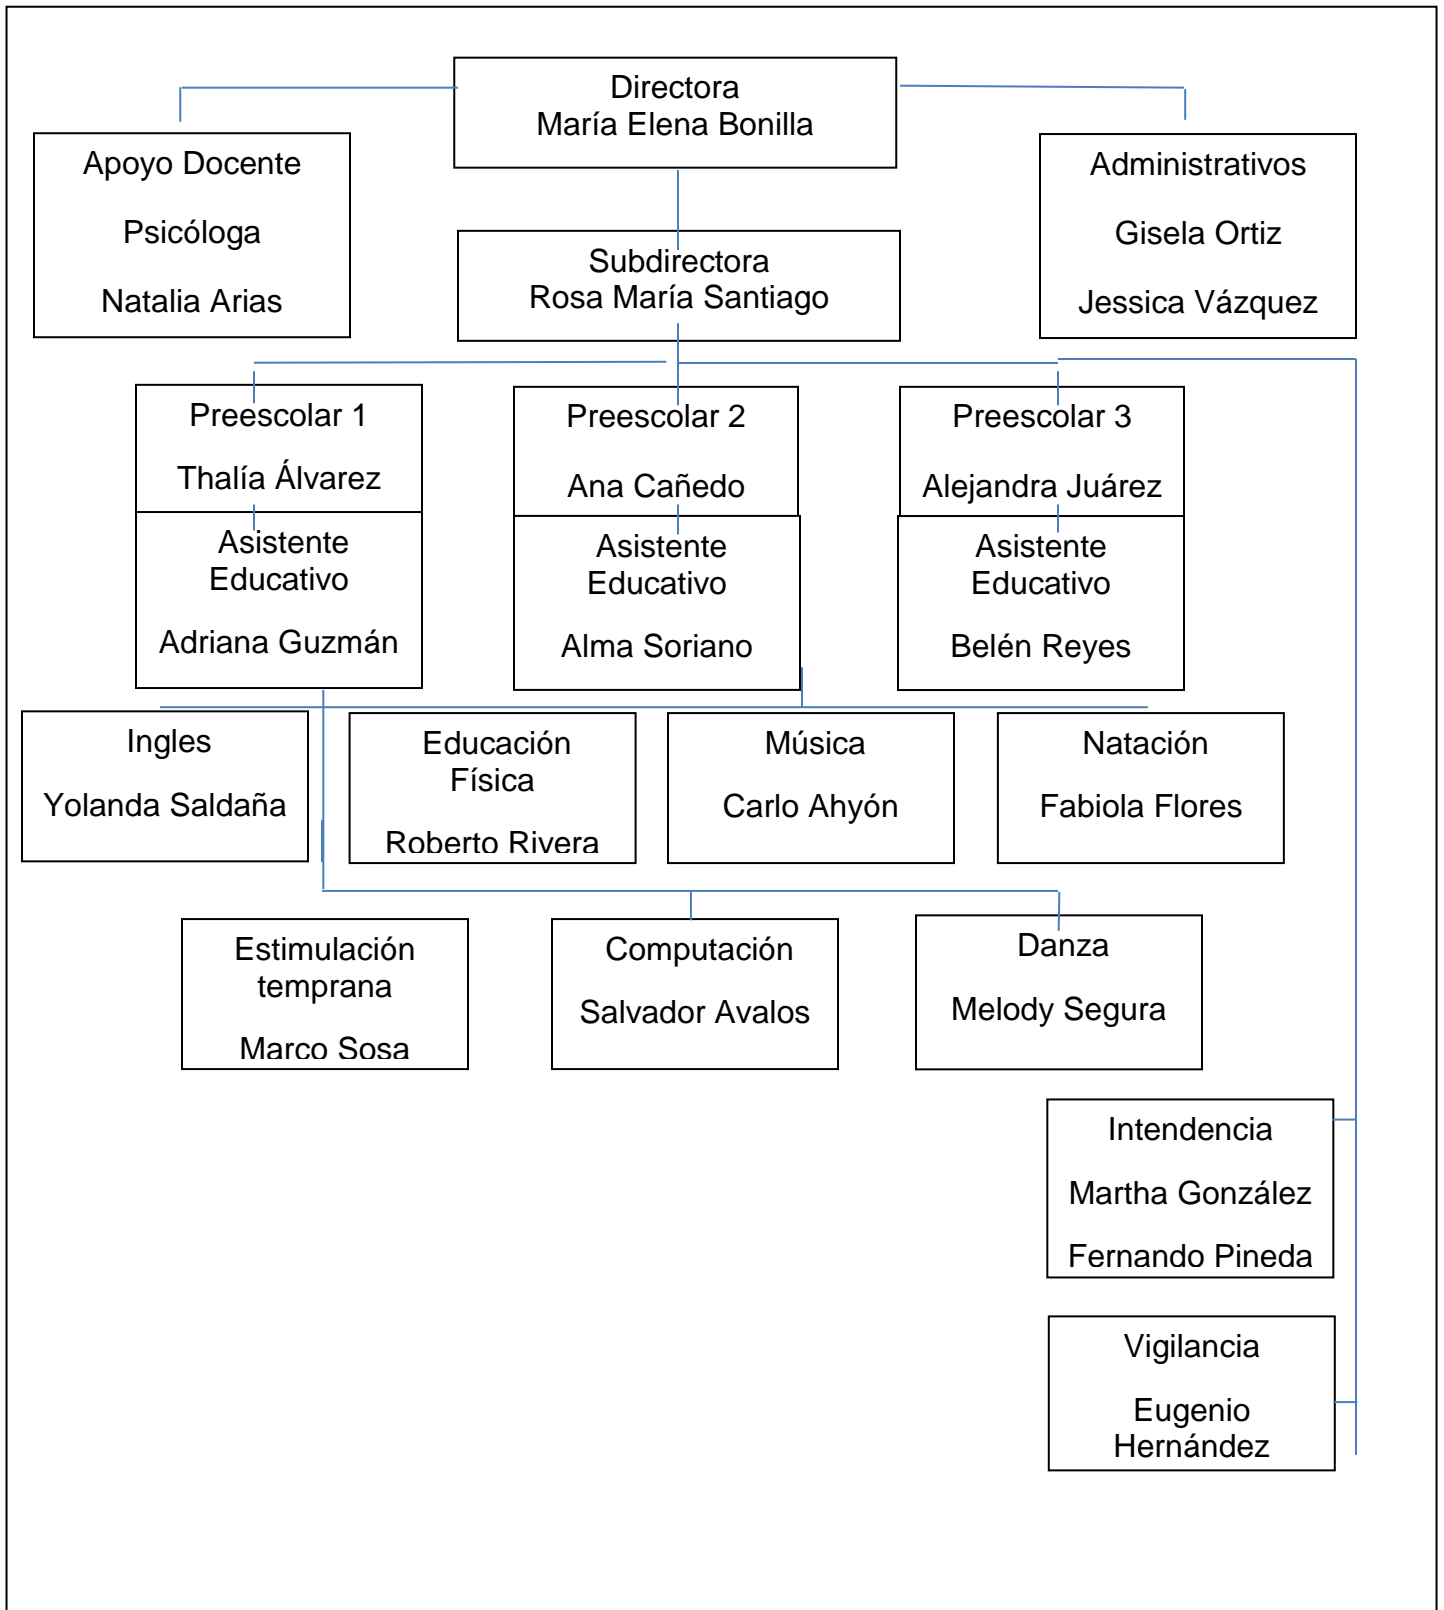 Directora
María Elena Bonilla
Apoyo Docente
Psicóloga
Natalia Arias
Administrativos
Gisela Ortiz
Jessica Vázquez
Subdirectora
Rosa María Santiago
Preescolar 1
Thalía Álvarez
Preescolar 2
Ana Cañedo
Preescolar 3
Alejandra Juárez
Asistente
Educativo
Adriana Guzmán
Asistente
Educativo
Alma Soriano
Asistente
Educativo
Belén Reyes
Ingles
Yolanda Saldaña
Educación
Física
Roberto Rivera
Música
Carlo Ahyón
Natación
Fabiola Flores
Estimulación
temprana
Marco Sosa
Computación
Salvador Avalos
Danza
Melody Segura
Intendencia
Martha González
Fernando Pineda
Vigilancia
Eugenio
Hernández